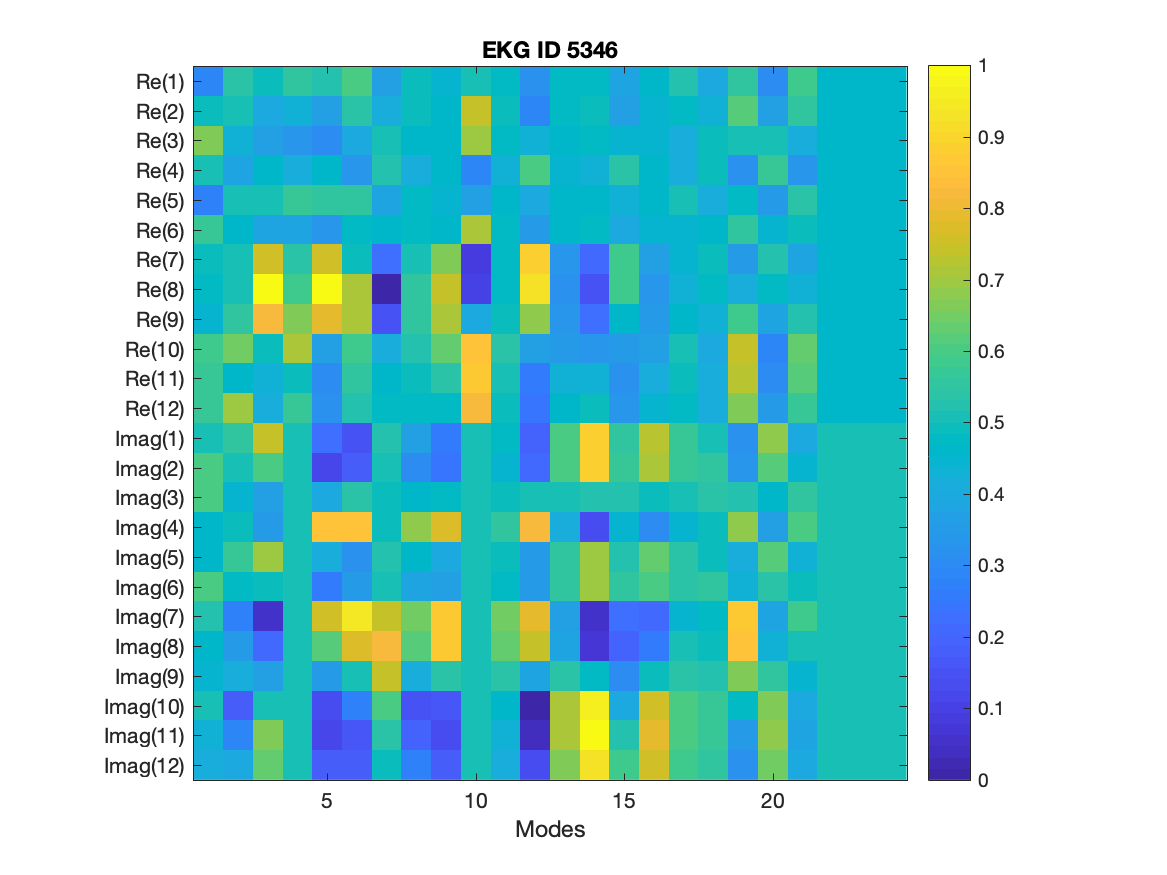 EKG ID 5346
Re(1)
Re(2)
Re(3)
Re(4)
Re(5)
Re(6)
Re(7)
Re(8)
Re(9)
Re(10)
Re(11)
Re(12)
Imag(1)
Imag(2)
Imag(3)
Imag(4)
Imag(5)
Imag(6)
Imag(7)
Imag(8)
Imag(9)
Imag(10)
Imag(11)
Imag(12)
5 10 15 20
Modes
1
0.9
0.8
0.7
0.6
0.5
0.4
0.3
0.2
0.1
0